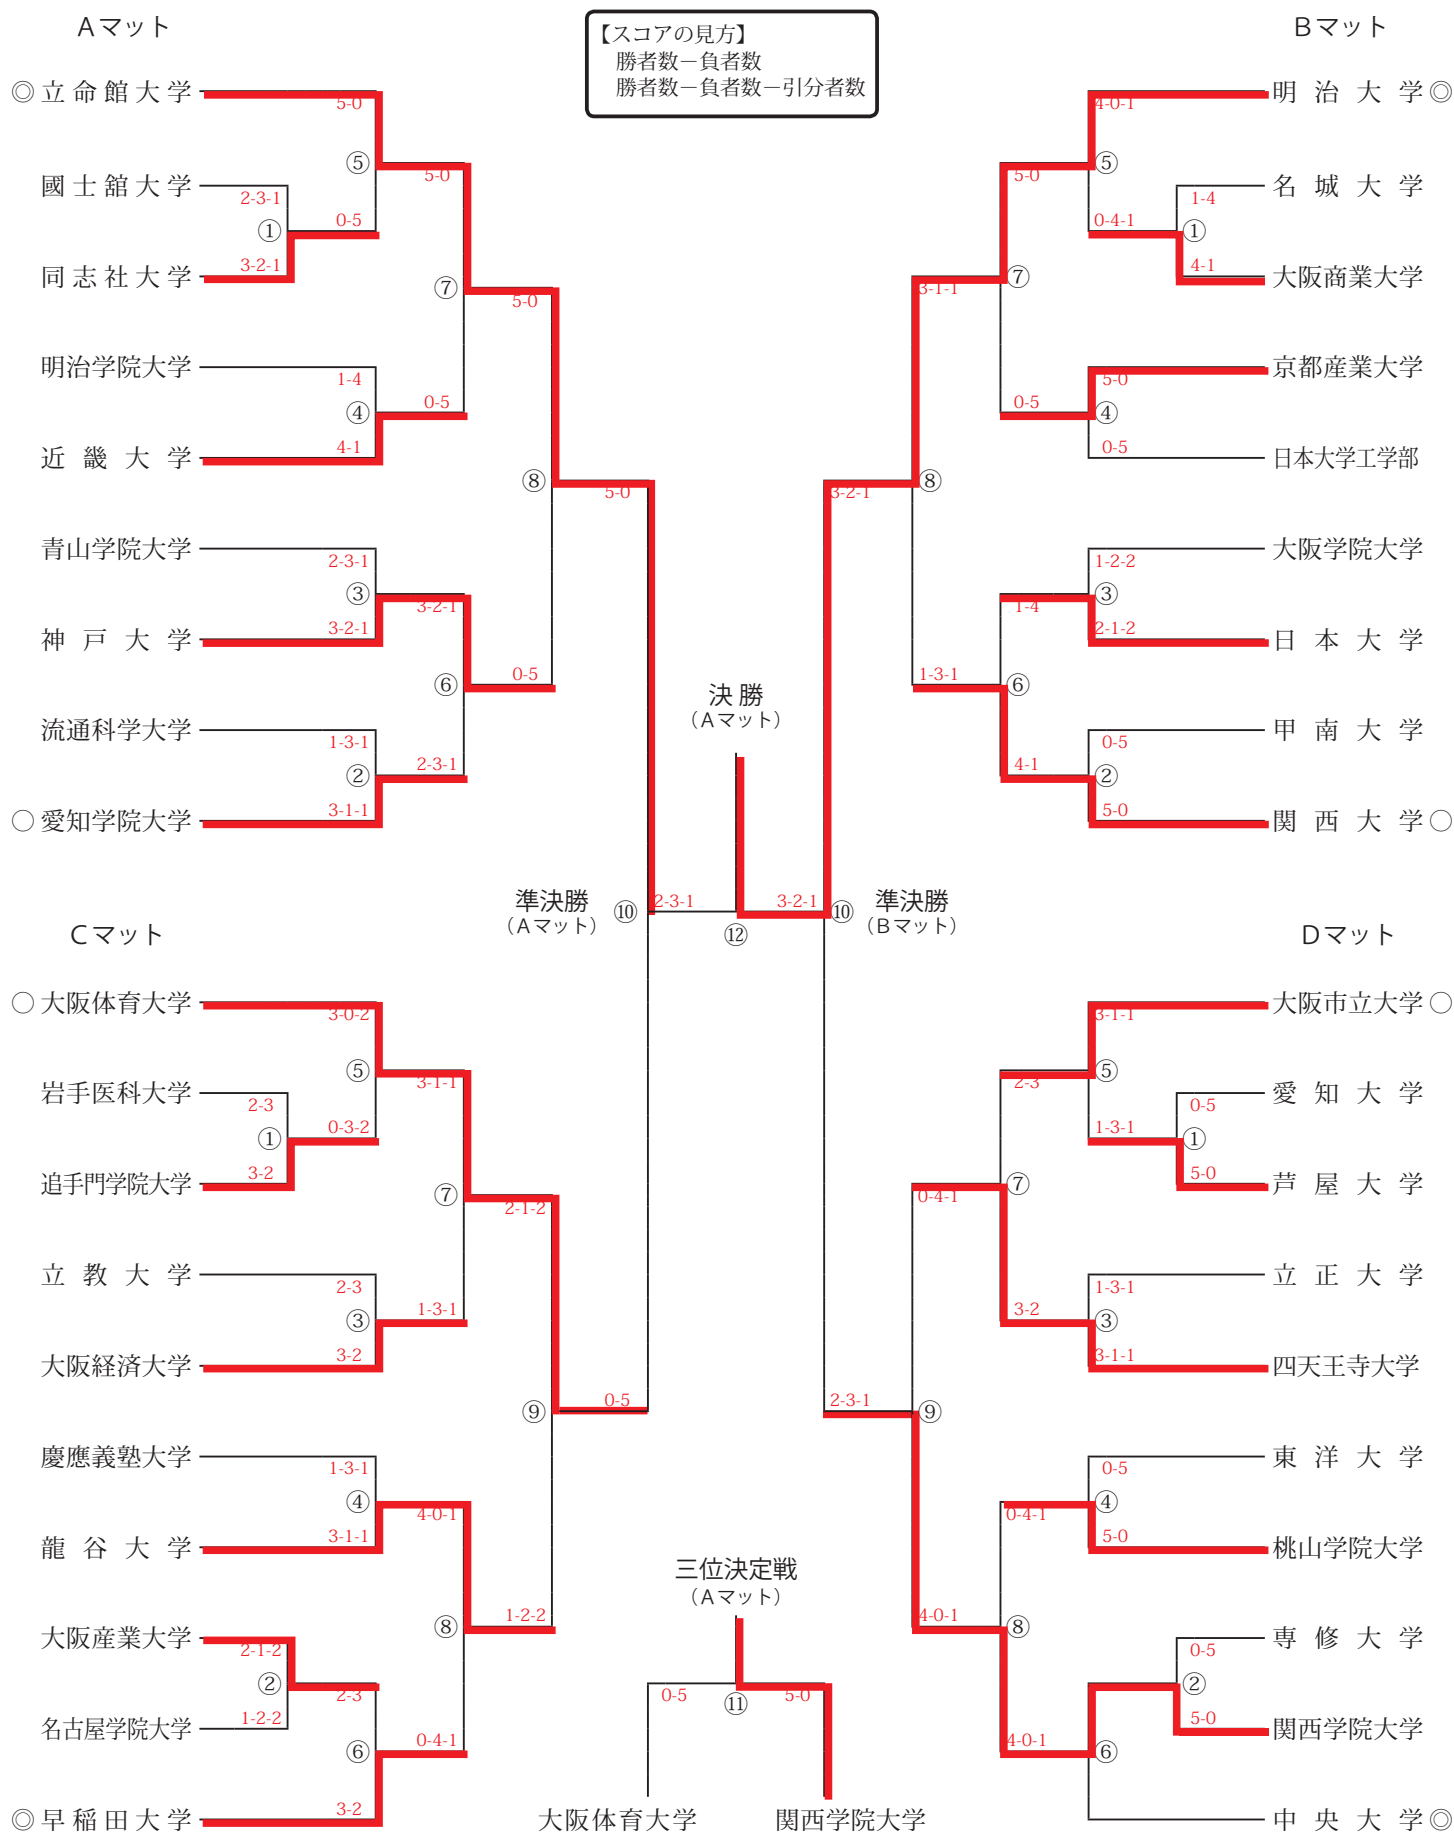 Aマット
◎立命館大学
5-0
⑤
5-0
國士舘大学
2-3-1
①
0-5
同志社大学
3-2-1
⑦
5-0
明治学院大学
1-4
④
0-5
近畿大学
4-1
⑧
5-0
青山学院大学
2-3-1
③
3-2-1
神戸大学
3-2-1
⑥
0-5
流通科学大学
1-3-1
②
2-3-1
○愛知学院大学
3-1-1
【スコアの見方】
勝者数－負者数
勝者数－負者数－引分者数
Bマット
明治大学◎
4-0-1
⑤
5-0
名城大学
1-4
①
0-4-1
大阪商業大学
4-1
⑦
3-1-1
京都産業大学
5-0
④
0-5
日本大学工学部
0-5
⑧
3-2-1
大阪学院大学
1-2-2
③
1-4
日本大学
2-1-2
⑥
1-3-1
甲南大学
0-5
②
4-1
関西大学○
5-0
決勝
（Aマット）
準決勝
（Aマット）
⑩
2-3-1
⑫
3-2-1
⑩
準決勝
（Bマット）
Cマット
○大阪体育大学
3-0-2
⑤
3-1-1
岩手医科大学
2-3
①
0-3-2
追手門学院大学
3-2
⑦
2-1-2
立教大学
2-3
③
1-3-1
大阪経済大学
3-2
⑨
0-5
慶應義塾大学
1-3-1
④
4-0-1
龍谷大学
3-1-1
⑧
1-2-2
大阪産業大学
2-1-2
②
2-3
名古屋学院大学
1-2-2
⑥
0-4-1
◎早稲田大学
3-2
Dマット
大阪市立大学○
3-1-1
⑤
2-3
愛知大学
0-5
①
1-3-1
芦屋大学
5-0
⑦
0-4-1
立正大学
1-3-1
③
3-2
四天王寺大学
3-1-1
⑨
2-3-1
東洋大学
0-5
④
0-4-1
桃山学院大学
5-0
⑧
4-0-1
専修大学
0-5
②
関西学院大学
5-0
⑥
4-0-1
中央大学◎
三位決定戦
（Aマット）
0-5
⑪
5-0
大阪体育大学
関西学院大学